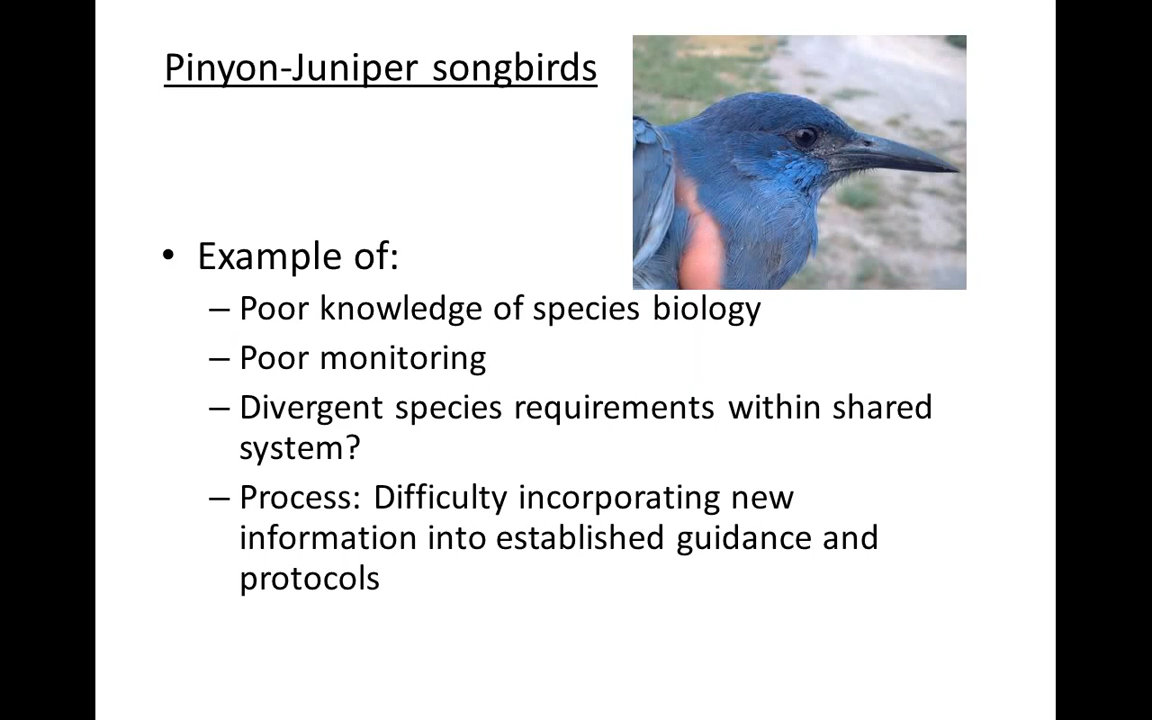 Pinyon-Juniper songbirds
• Example of:
– Poor knowledge of species biology
– Poor monitoring
– Divergent species requirements within shared
system?
– Process: Difficulty incorporating new
information into established guidance and
protocols